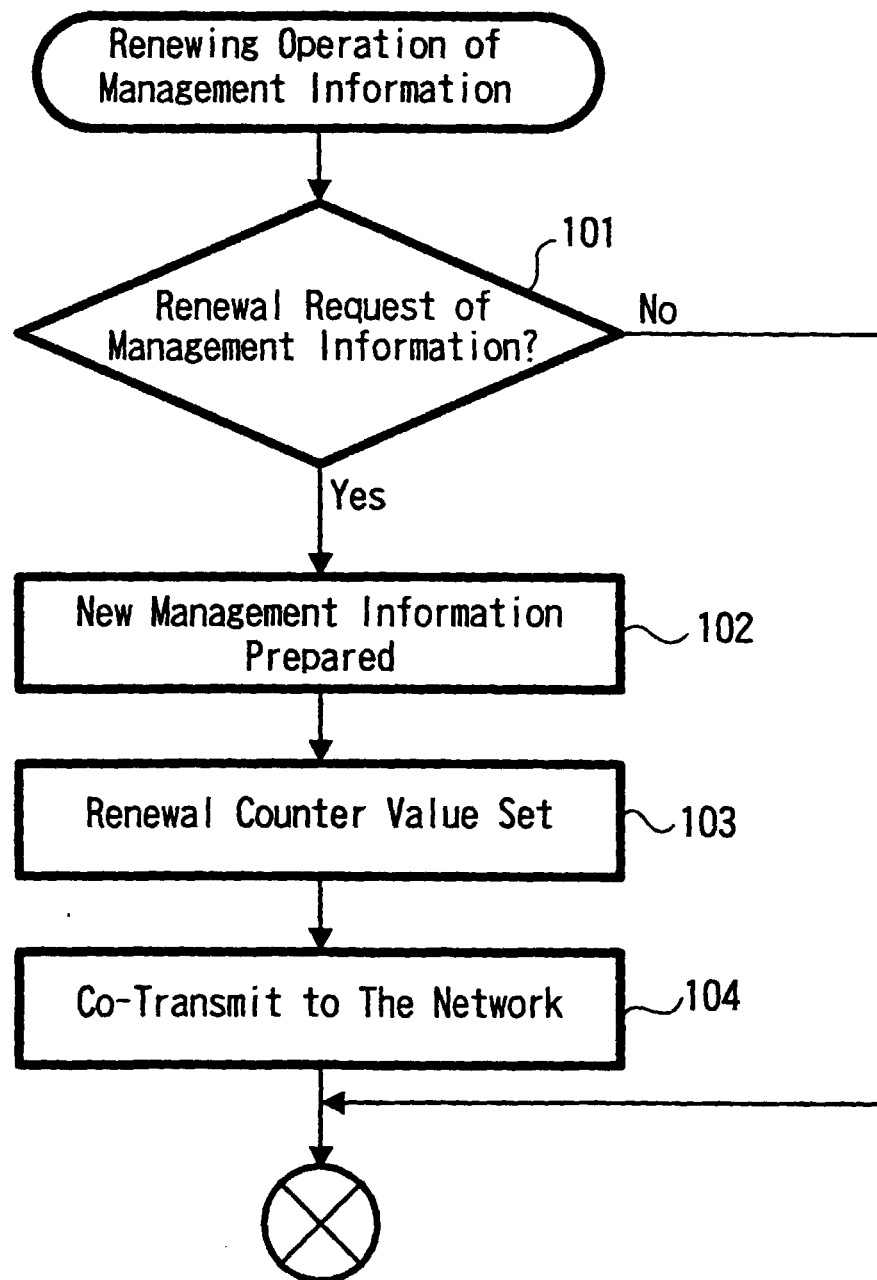 Renewing Operation of
Management Information
101
Renewal Request of
Management Information?
No
Yes
New Management Information
Prepared
102
Renewal Counter Value Set
103
Co-Transmit to The Network
104